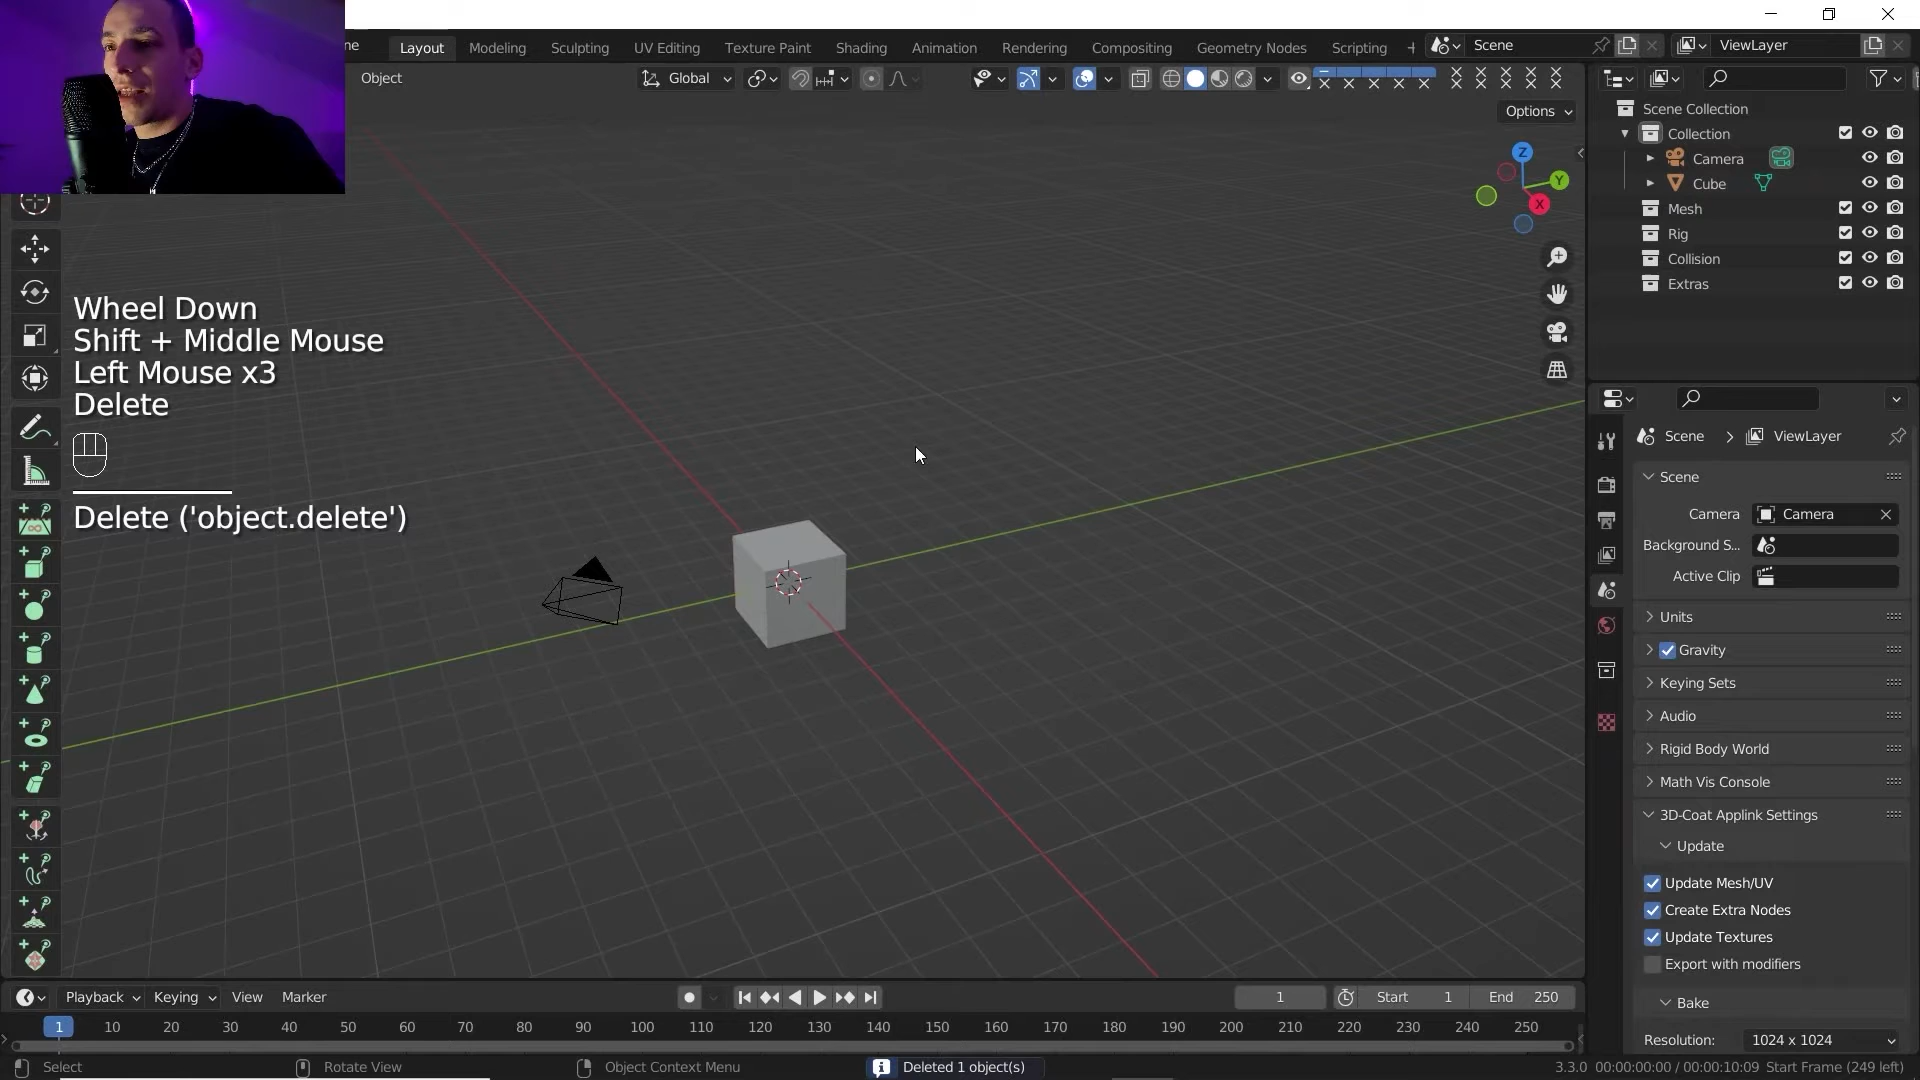 ne
Layout
Modeling
Sculpting
UV Editing
Texture Paint
Shading
Animation
Rendering
Compositing
Geometry Nodes
Scripting
Scene
ViewLayer
Object
Global
Options
Z
Y
X
Scene Collection
Collection
Camera
Cube
Mesh
Rig
Collision
Extras
Wheel Down
Shift + Middle Mouse
Left Mouse x3
Delete
Delete ('object.delete')
Scene
ViewLayer
Scene
Camera
Camera
Background S...
Active Clip
Units
Gravity
Keying Sets
Audio
Rigid Body World
Math Vis Console
3D-Coat Applink Settings
Update
Update Mesh/UV
Create Extra Nodes
Update Textures
Export with modifiers
Bake
Resolution:
1024 x 1024
Playback
Keying
View
Marker
1
Start
1
End
250
1 10 20 30 40 50 60 70 80 90 100 110 120 130 140 150 160 170 180 190 200 210 220 230 240 250
Select
Rotate View
Object Context Menu
Deleted 1 object(s)
3.3.0 00:00:00:00 / 00:00:10:09 Start Frame (249 left)